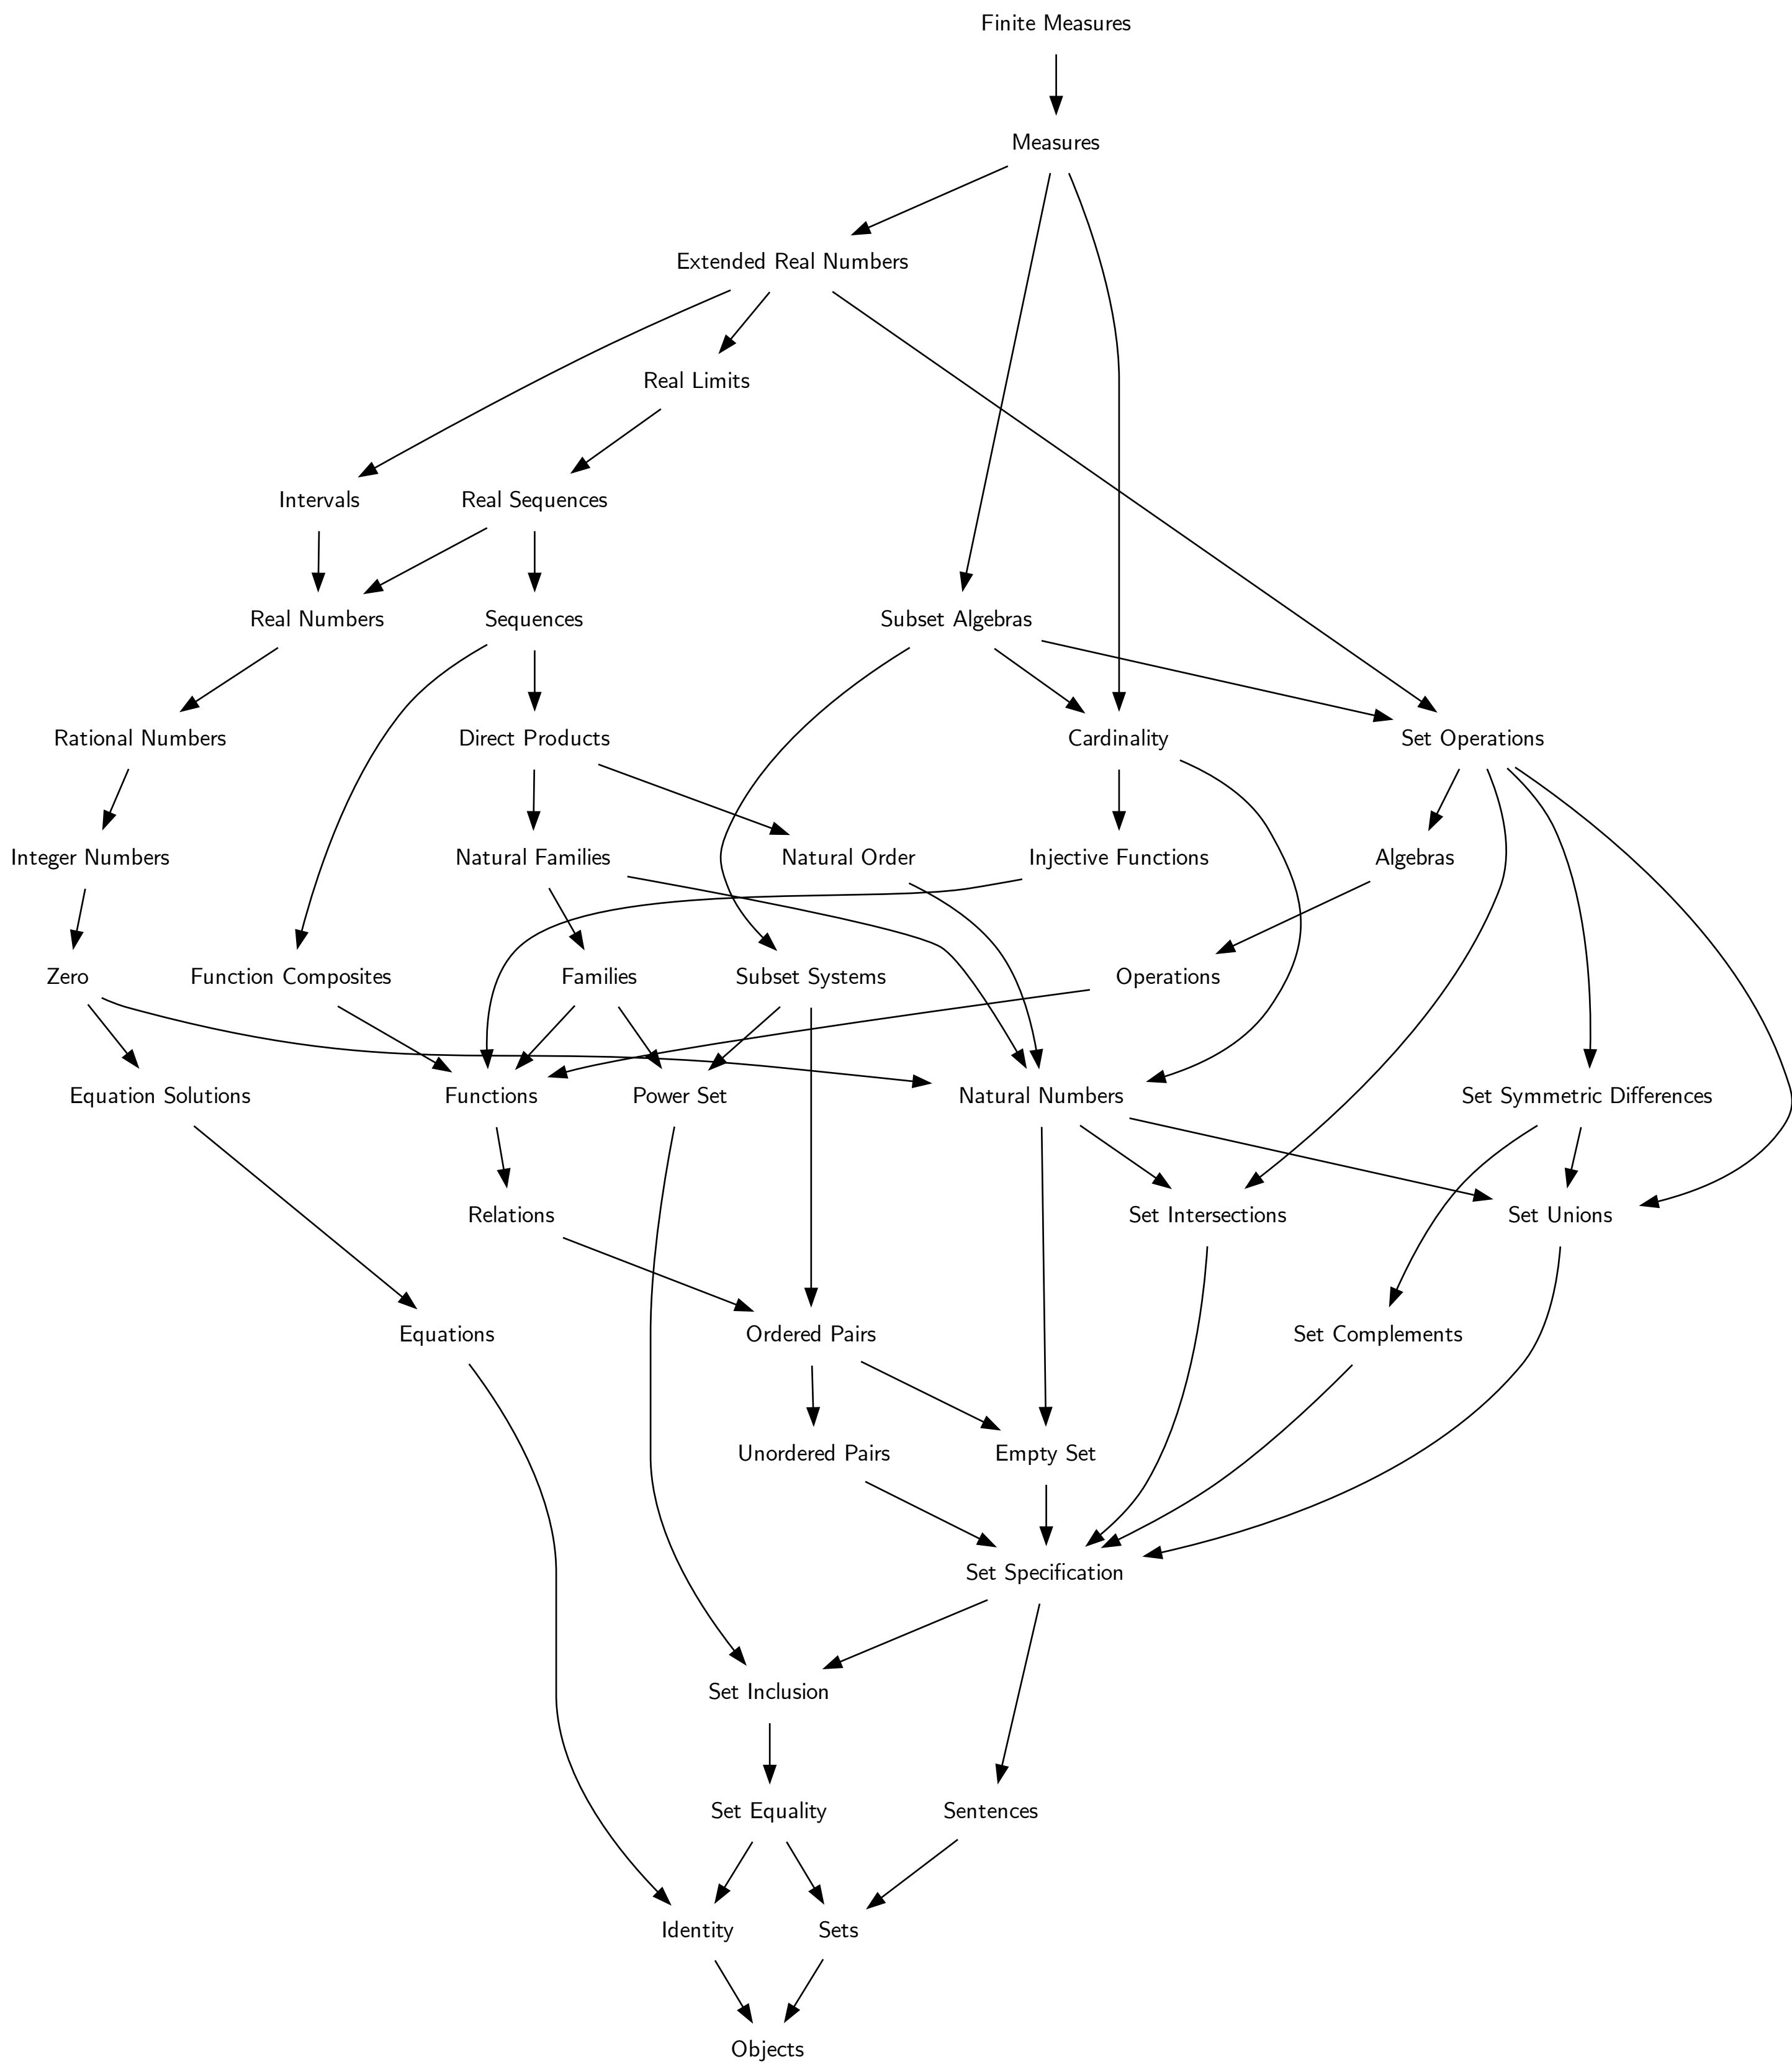 Finite Measures
Measures
Extended Real Numbers
Real Limits
Intervals
Real Sequences
Real Numbers
Sequences
Subset Algebras
Rational Numbers
Direct Products
Cardinality
Set Operations
Integer Numbers
Natural Families
Natural Order
Injective Functions
Algebras
Zero
Function Composites
Families
Subset Systems
Operations
Equation Solutions
Functions
Power Set
Natural Numbers
Set Symmetric Differences
Relations
Set Intersections
Set Unions
Equations
Ordered Pairs
Set Complements
Unordered Pairs
Empty Set
Set Specification
Set Inclusion
Set Equality
Sentences
Identity
Sets
Objects